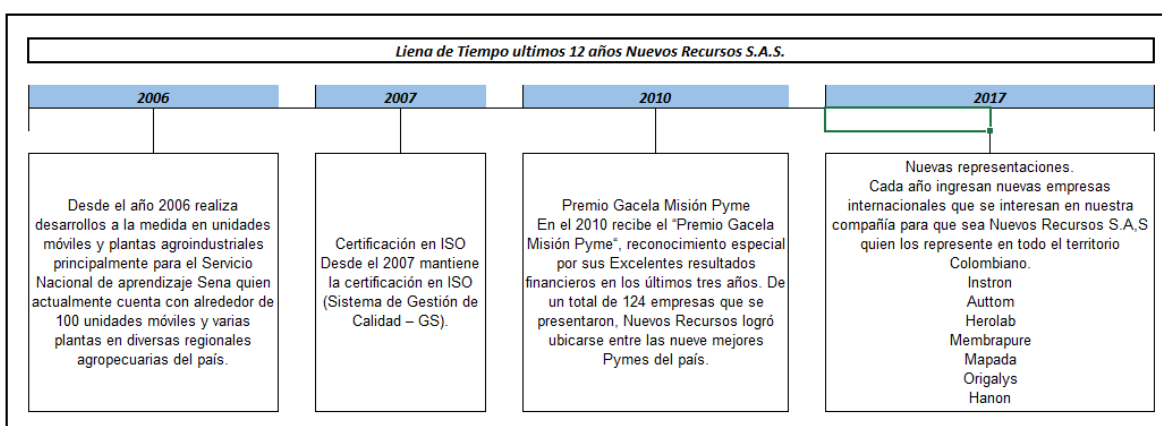 Liena de Tiempo ultimos 12 años Nuevos Recursos S.A.S.
2006
Desde el año 2006 realiza
desarrollos a la medida en unidades
móviles y plantas agroindustriales
principalmente para el Servicio
Nacional de aprendizaje Sena quien
actualmente cuenta con alrededor de
100 unidades móviles y varias
plantas en diversas regionales
agropecuarias del país.
2007
Certificación en ISO
Desde el 2007 mantiene
la certificación en ISO
(Sistema de Gestión de
Calidad – GS).
2010
Premio Gacela Misión Pyme
En el 2010 recibe el “Premio Gacela
Misión Pyme“, reconocimiento especial
por sus Excelentes resultados
financieros en los últimos tres años. De
un total de 124 empresas que se
presentaron, Nuevos Recursos logró
ubicarse entre las nueve mejores
Pymes del país.
2017
Nuevas representaciones.
Cada año ingresan nuevas empresas
internacionales que se interesan en nuestra
compañía para que sea Nuevos Recursos S.A,S
quien los represente en todo el territorio
Colombiano.
Instron
Auttom
Herolab
Membrapure
Mapada
Origalys
Hanon